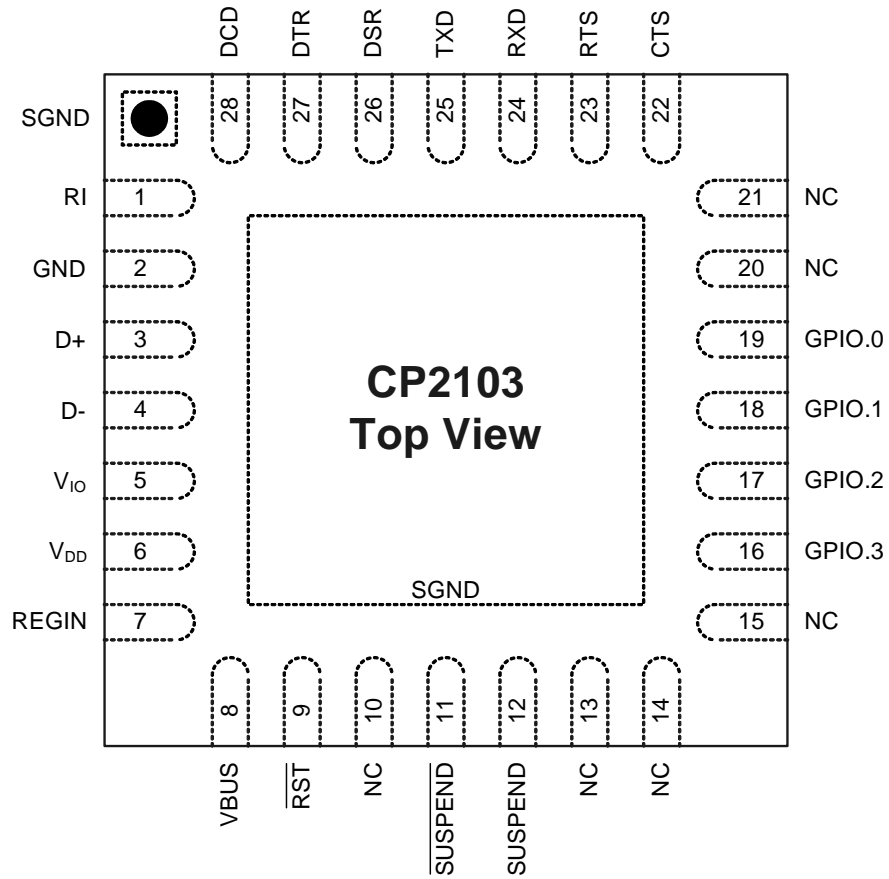 DCD
DTR
DSR
TXD
RXD
RTS
CTS
28
27
26
25
24
23
22
SGND
RI 1
21 NC
GND 2
20 NC
D+ 3
19 GPIO.0
D- 4
18 GPIO.1
CP2103
Top View
VIO 5
17 GPIO.2
VDD 6
16 GPIO.3
SGND
REGIN 7
15 NC
8
9
10
11
12
13
14
VBUS
RST
NC
SUSPEND
SUSPEND
NC
NC